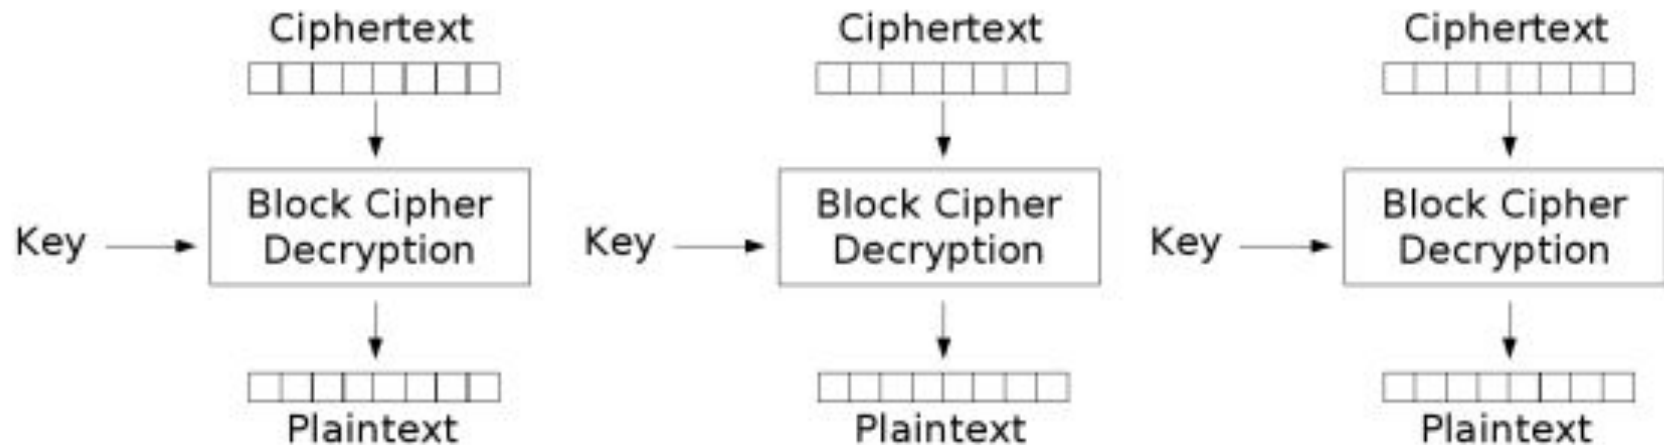 Ciphertext
Ciphertext
Ciphertext
Key
Block Cipher
Decryption
Key
Block Cipher
Decryption
Key
Block Cipher
Decryption
Plaintext
Plaintext
Plaintext